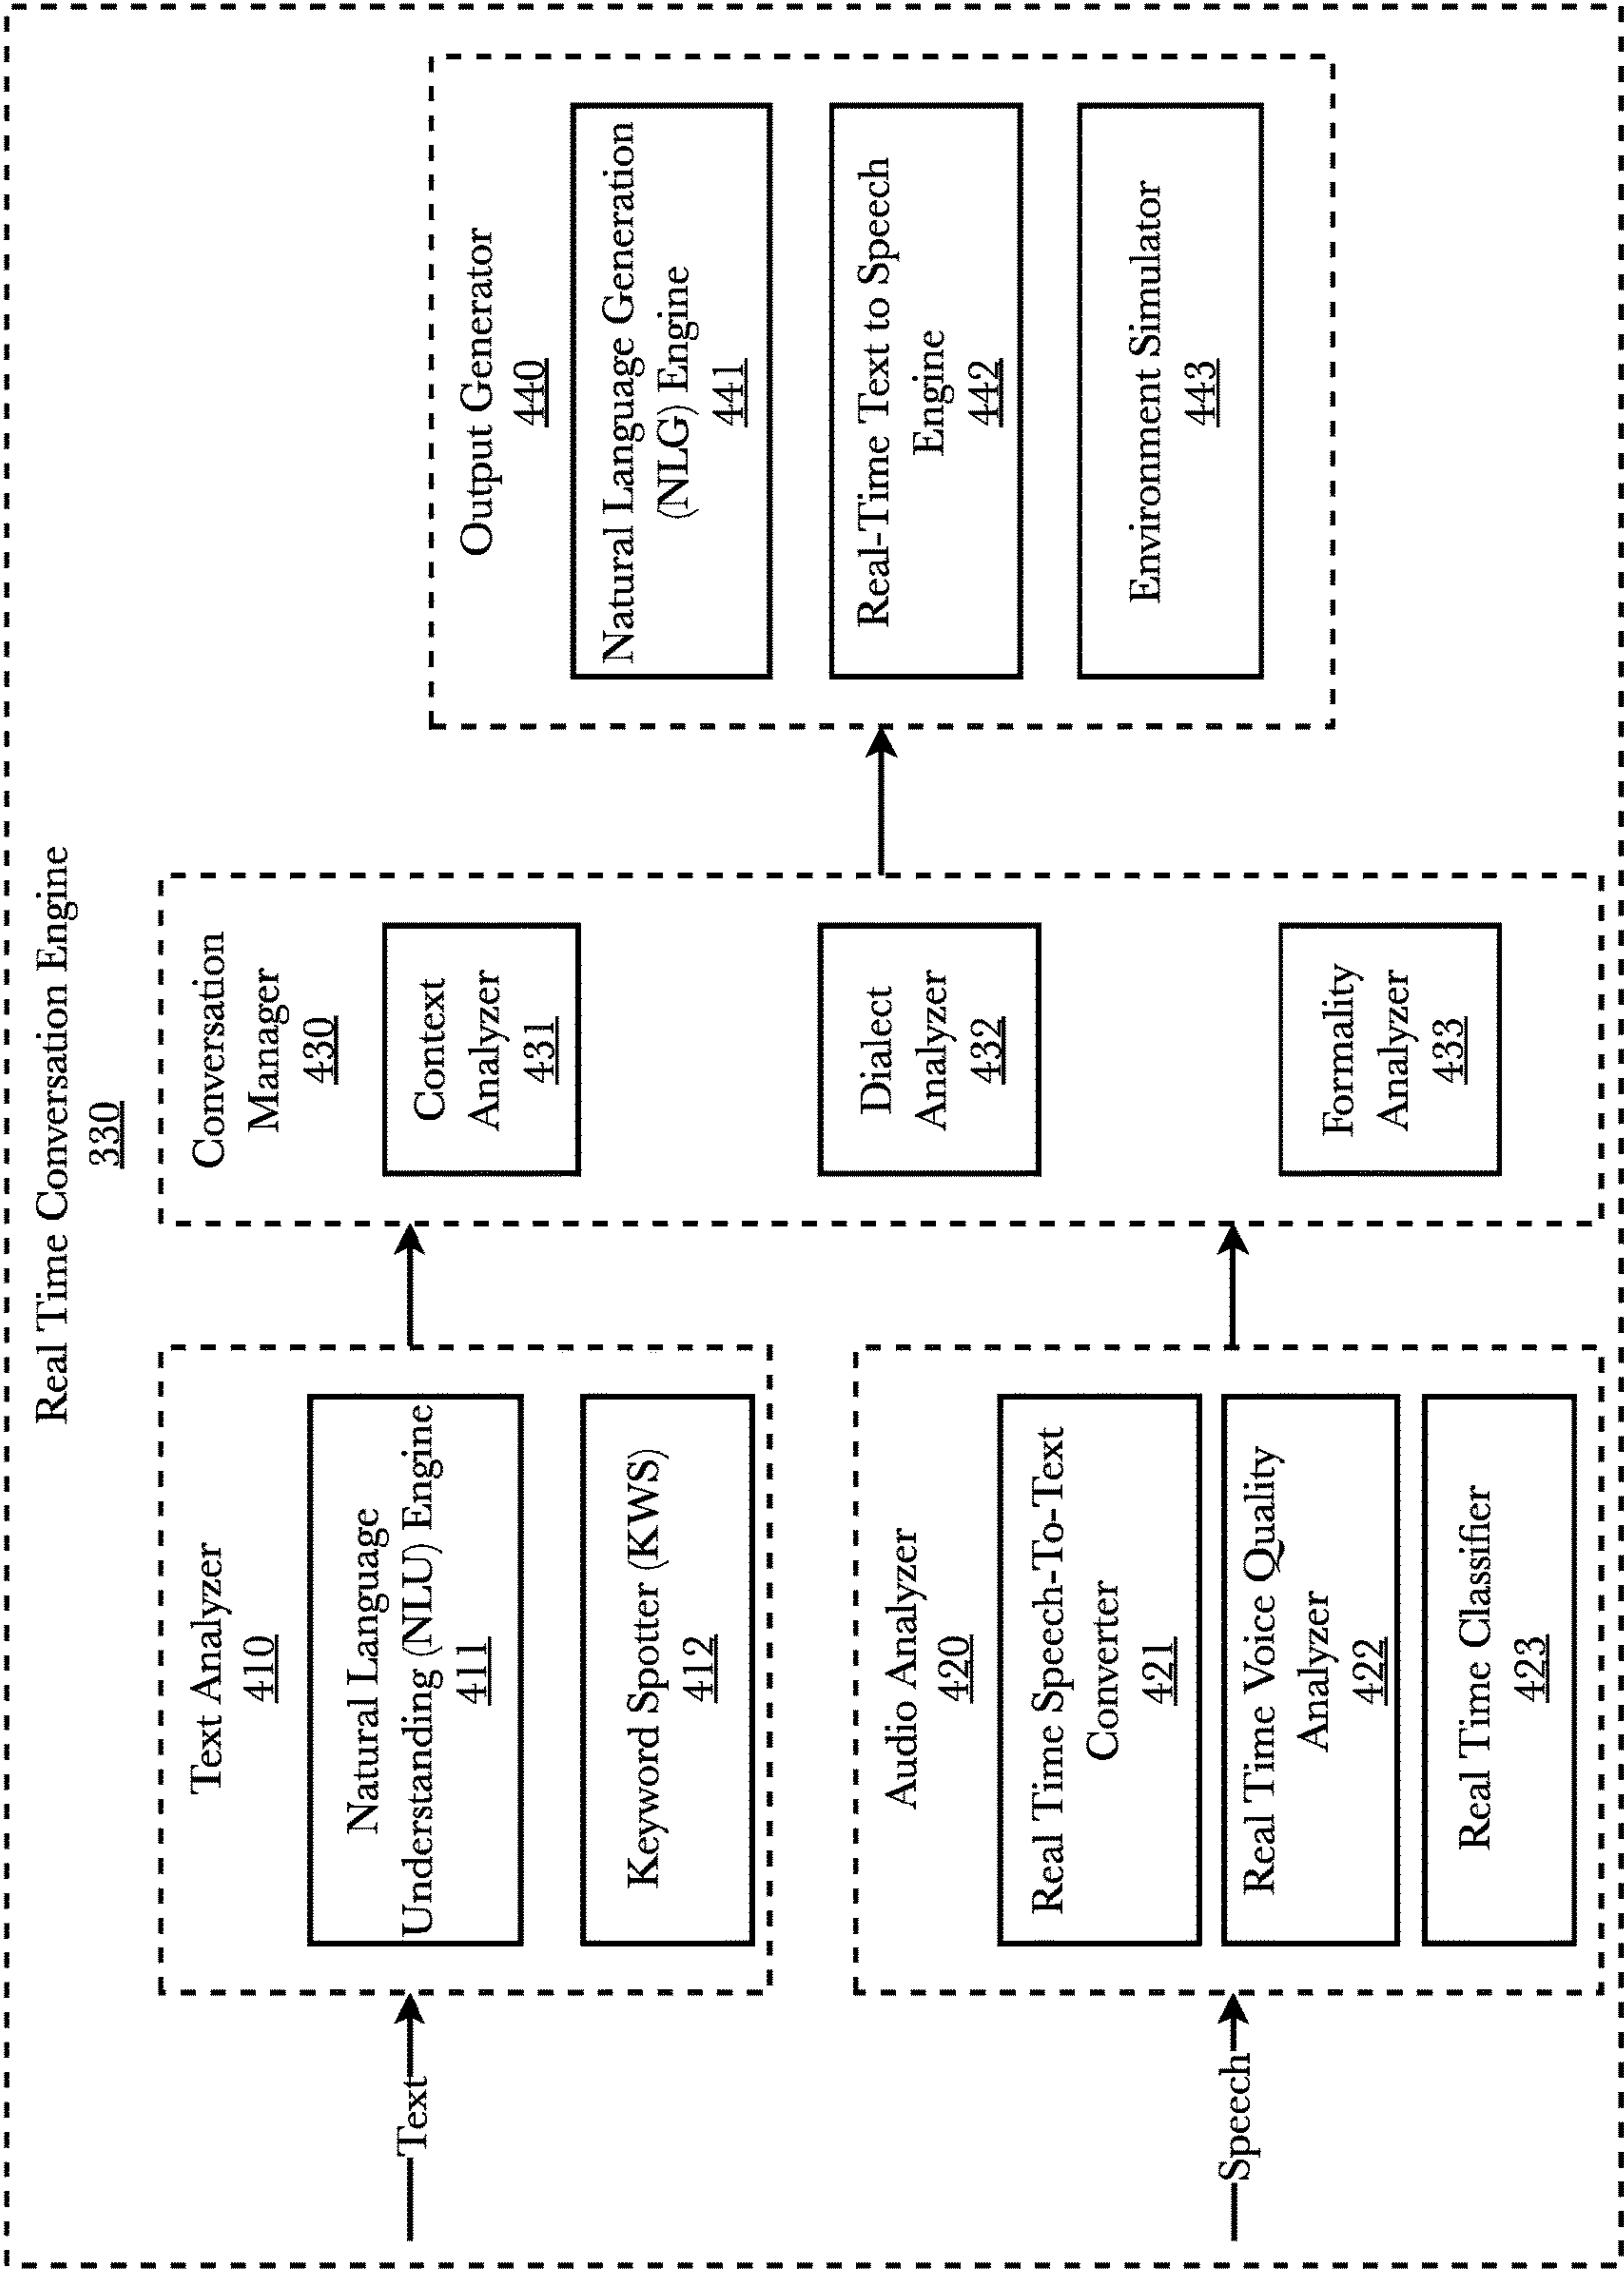 Real Time Conversation Engine
330
Text
Text Analyzer
410
Natural Language
Understanding (NLU) Engine
411
Keyword Spotter (KWS)
412
Speech
Audio Analyzer
420
Real Time Speech-To-Text
Converter
421
Real Time Voice Quality
Analyzer
422
Real Time Classifier
423
Conversation
Manager
430
Context
Analyzer
431
Dialect
Analyzer
432
Formality
Analyzer
433
Output Generator
440
Natural Language Generation
(NLG) Engine
441
Real-Time Text to Speech
Engine
442
Environment Simulator
443